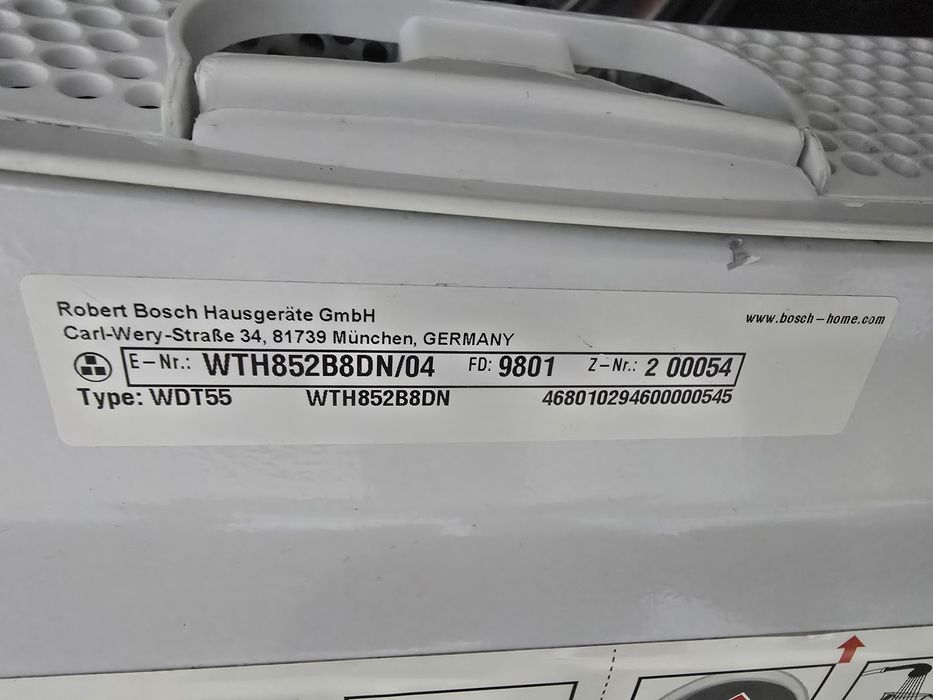 Robert Bosch Hausgeräte GmbH
www.bosch-home.com
Carl-Wery-Straße 34, 81739 München, GERMANY
E-Nr.: WTH852B8DN/04 FD: 9801 Z-Nr.: 2 00054
Type: WDT55 WTH852B8DN 468010294600000545